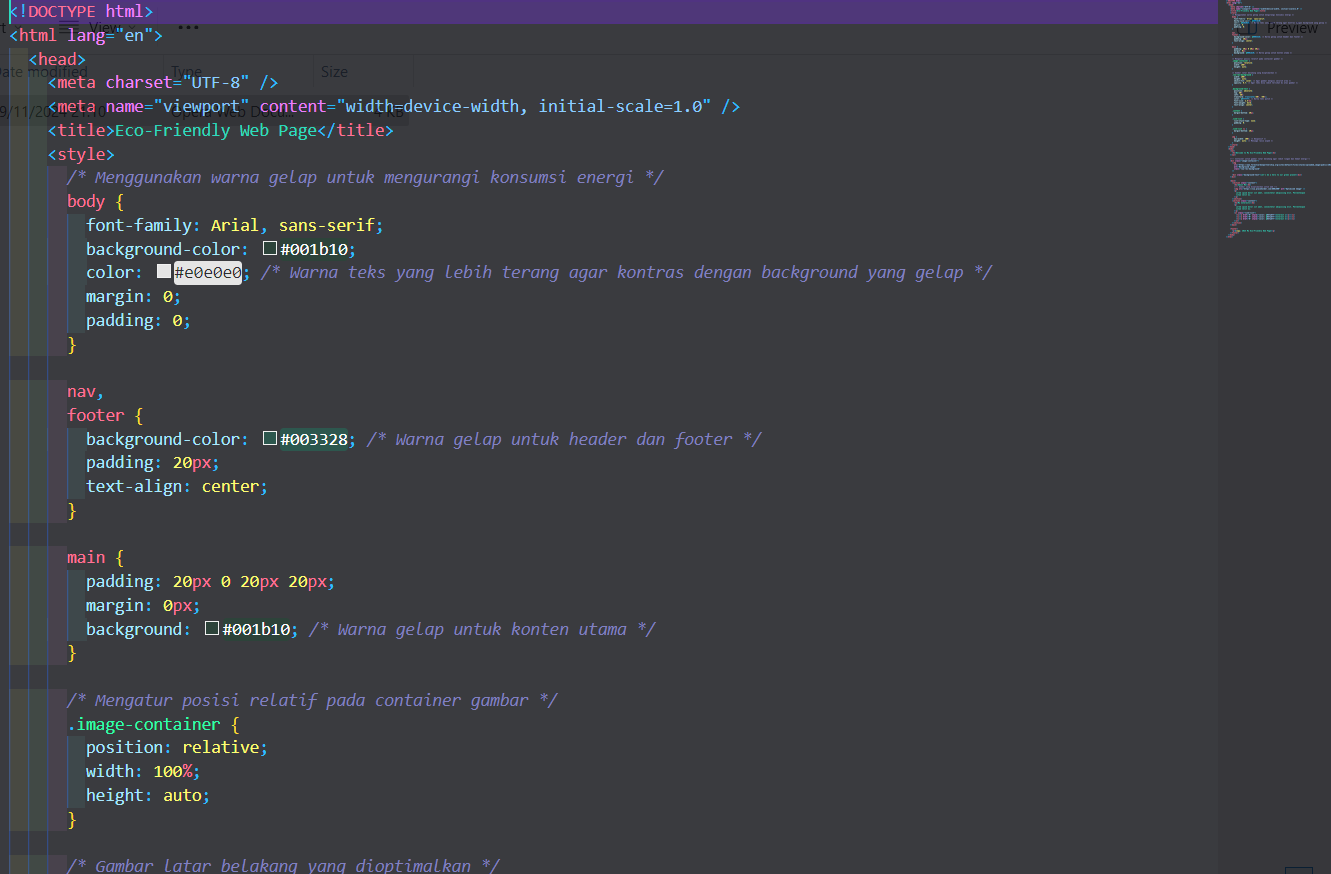 <!DOCTYPE html>
<html lang="en">
<head>
<meta charset="UTF-8" />
<meta name="viewport" content="width=device-width, initial-scale=1.0" />
<title>Eco-Friendly Web Page</title>
<style>
/* Menggunakan warna gelap untuk mengurangi konsumsi energi */
body {
font-family: Arial, sans-serif;
background-color: #001b10;
color: #e0e0e0; /* Warna teks yang lebih terang agar kontras dengan background yang gelap */
margin: 0;
padding: 0;
}
nav,
footer {
background-color: #003328; /* Warna gelap untuk header dan footer */
padding: 20px;
text-align: center;
}
main {
padding: 20px 0 20px 20px;
margin: 0px;
background: #001b10; /* Warna gelap untuk konten utama */
}
/* Mengatur posisi relatif pada container gambar */
.image-container {
position: relative;
width: 100%;
height: auto;
}
/* Gambar latar belakang yang dioptimalkan */
View
Preview
Date modified
Type
Size
9/11/2024 21:10
Opera Web Docu...
4 KB